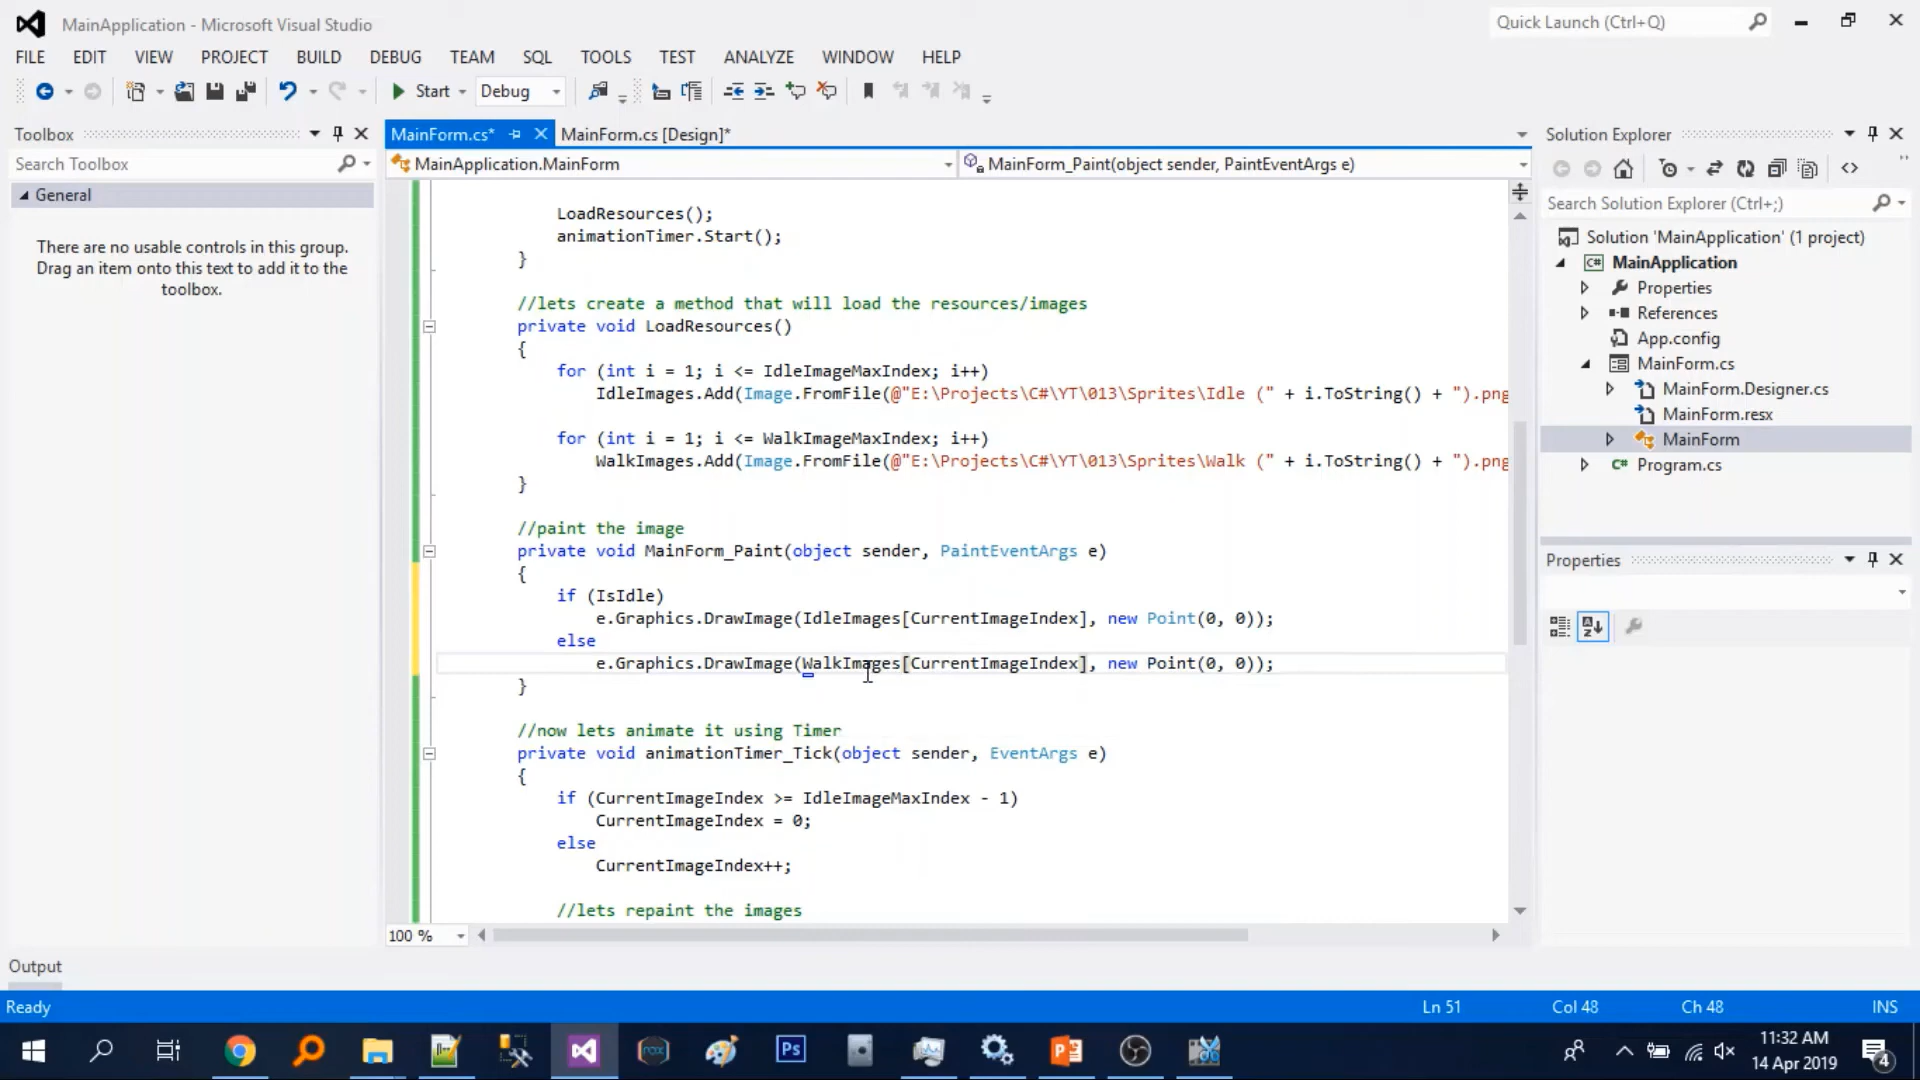 MainApplication - Microsoft Visual Studio
Quick Launch (Ctrl+Q)
FILE EDIT VIEW PROJECT BUILD DEBUG TEAM SQL TOOLS TEST ANALYZE WINDOW HELP
Start Debug
Toolbox
Search Toolbox
General
There are no usable controls in this group.
Drag an item onto this text to add it to the
toolbox.
MainForm.cs* MainForm.cs [Design]*
MainApplication.MainForm MainForm_Paint(object sender, PaintEventArgs e)
LoadResources();
animationTimer.Start();
}
//lets create a method that will load the resources/images
private void LoadResources()
{
for (int i = 1; i <= IdleImageMaxIndex; i++)
IdleImages.Add(Image.FromFile(@"E:\Projects\C#\YT\013\Sprites\Idle (" + i.ToString() + ").png
for (int i = 1; i <= WalkImageMaxIndex; i++)
WalkImages.Add(Image.FromFile(@"E:\Projects\C#\YT\013\Sprites\Walk (" + i.ToString() + ").png
}
//paint the image
private void MainForm_Paint(object sender, PaintEventArgs e)
{
if (IsIdle)
e.Graphics.DrawImage(IdleImages[CurrentImageIndex], new Point(0, 0));
else
e.Graphics.DrawImage(WalkImages[CurrentImageIndex], new Point(0, 0));
}
//now lets animate it using Timer
private void animationTimer_Tick(object sender, EventArgs e)
{
if (CurrentImageIndex >= IdleImageMaxIndex - 1)
CurrentImageIndex = 0;
else
CurrentImageIndex++;
//lets repaint the images
100 %
Solution Explorer
Search Solution Explorer (Ctrl+;)
Solution 'MainApplication' (1 project)
C# MainApplication
Properties
References
App.config
MainForm.cs
MainForm.Designer.cs
MainForm.resx
MainForm
C# Program.cs
Properties
Output
Ready Ln 51 Col 48 Ch 48 INS
Ps
11:32 AM
14 Apr 2019
4